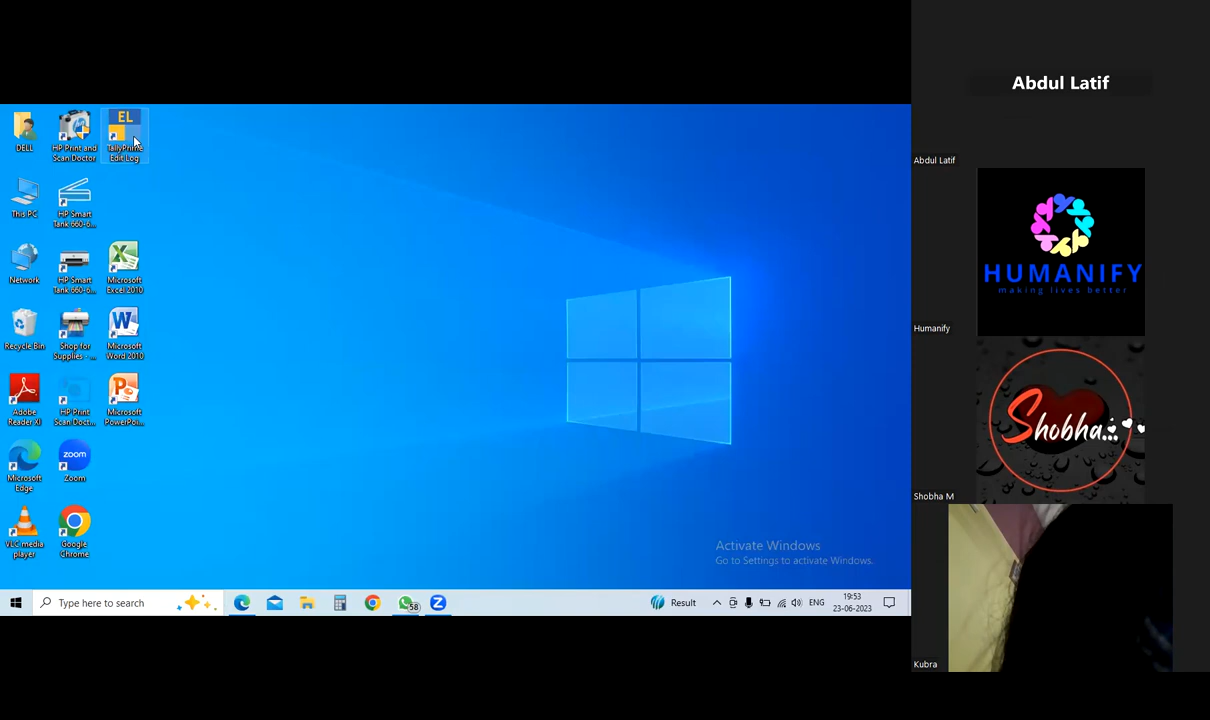 EL
DELL
HP Print and
Scan Doctor
TallyPrime
Edit Log
This PC
HP Smart
Tank 660-6...
Network
HP Smart
Tank 660-6...
Microsoft
Excel 2010
Recycle Bin
Shop for
Supplies - ...
Microsoft
Word 2010
Adobe
Reader XI
HP Print
Scan Doct...
Microsoft
PowerPoi...
Microsoft
Edge
zoom
Zoom
VLC media
player
Google
Chrome
Activate Windows
Go to Settings to activate Windows.
Type here to search
58
Result
ENG
19:53
23-06-2023
Abdul Latif
Abdul Latif
HUMANIFY
making lives better
Humanify
Shobha...
Shobha M
Kubra